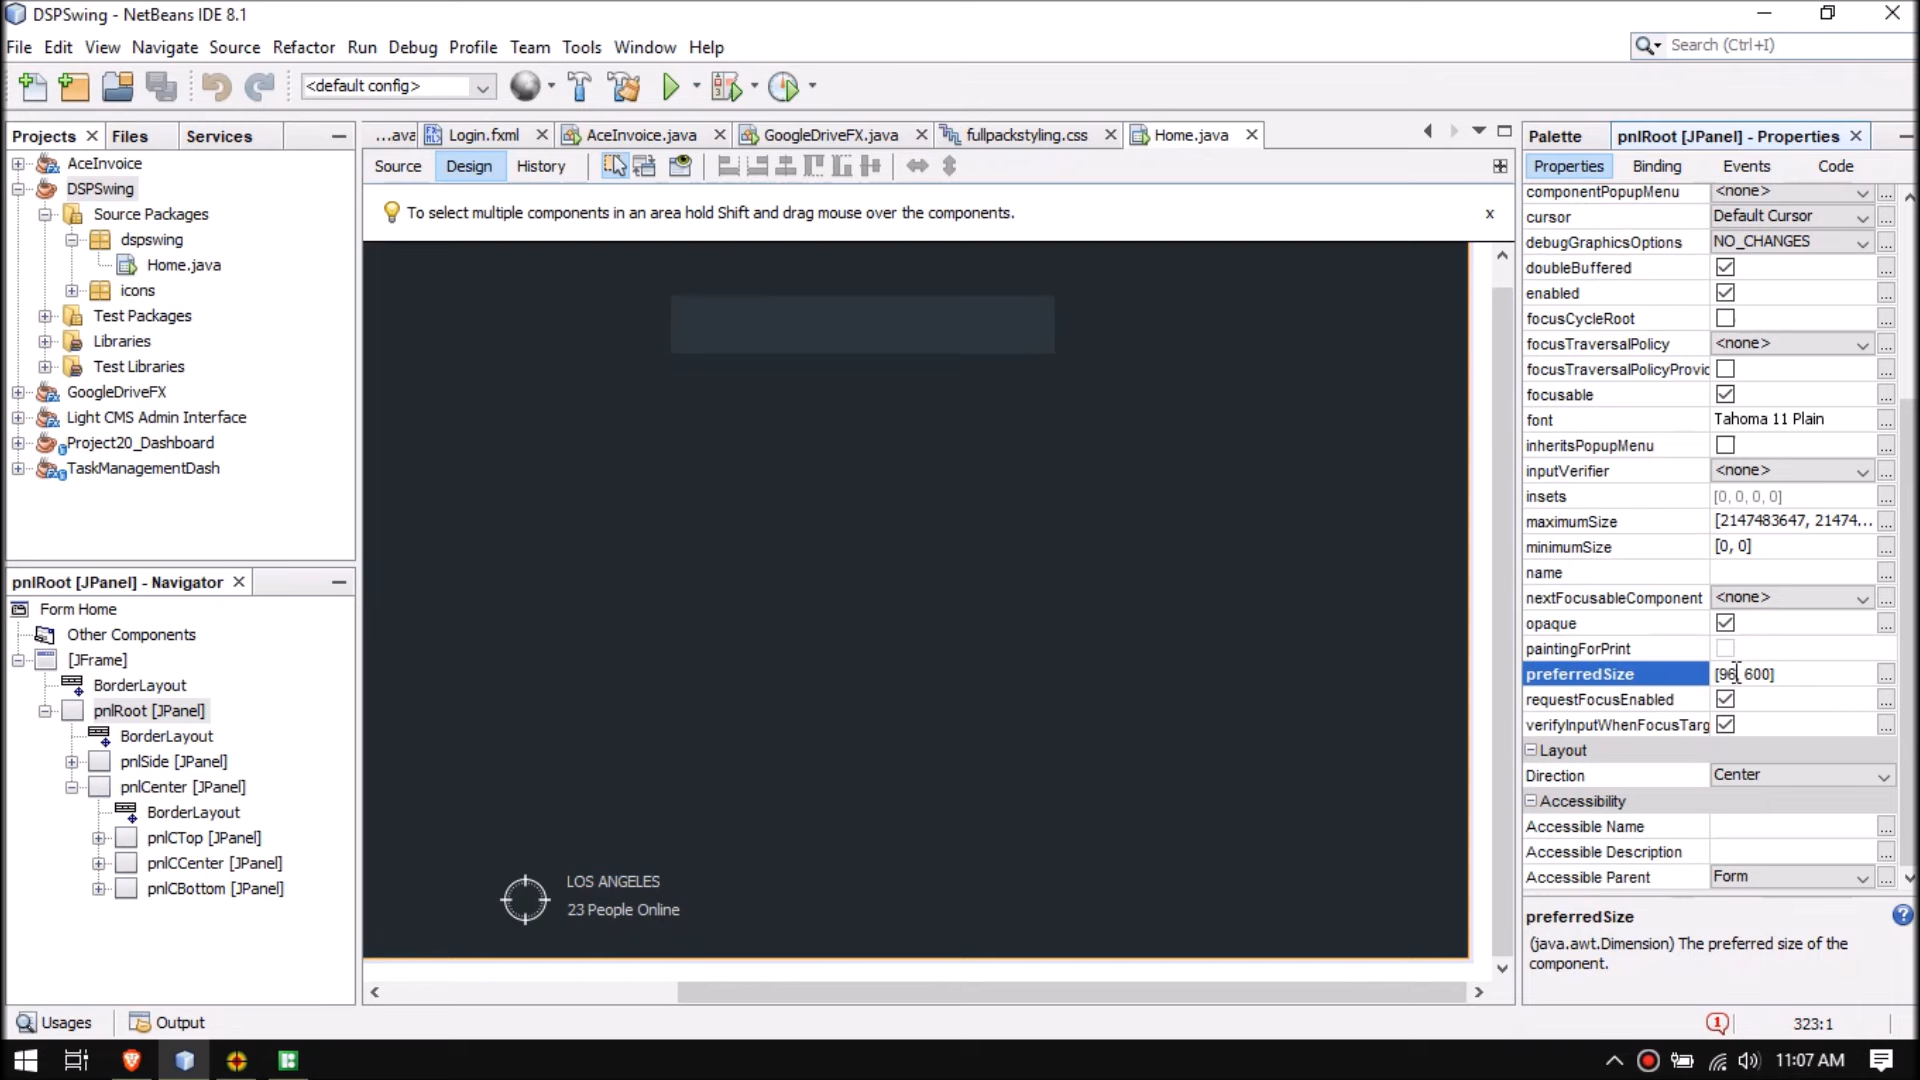 DSPSwing - NetBeans IDE 8.1
File Edit View Navigate Source Refactor Run Debug Profile Team Tools Window Help
Search (Ctrl+I)
<default config>
Projects Files Services
AceInvoice
DSPSwing
Source Packages
dspswing
Home.java
icons
Test Packages
Libraries
Test Libraries
GoogleDriveFX
Light CMS Admin Interface
Project20_Dashboard
TaskManagementDash
pnlRoot [JPanel] - Navigator
Form Home
Other Components
[JFrame]
BorderLayout
pnlRoot [JPanel]
BorderLayout
pnlSide [JPanel]
pnlCenter [JPanel]
BorderLayout
pnlCTop [JPanel]
pnlCCenter [JPanel]
pnlCBottom [JPanel]
...ava Login.fxml AceInvoice.java GoogleDriveFX.java fullpackstyling.css Home.java
Source Design History
To select multiple components in an area hold Shift and drag mouse over the components.
x
LOS ANGELES
23 People Online
Palette pnlRoot [JPanel] - Properties
Properties Binding Events Code
componentPopupMenu <none> ...
cursor Default Cursor ...
debugGraphicsOptions NO_CHANGES ...
doubleBuffered ...
enabled ...
focusCycleRoot ...
focusTraversalPolicy <none> ...
focusTraversalPolicyProvic ...
focusable ...
font Tahoma 11 Plain ...
inheritsPopupMenu ...
inputVerifier <none> ...
insets [0, 0, 0, 0] ...
maximumSize [2147483647, 21474... ...
minimumSize [0, 0] ...
name ...
nextFocusableComponent <none> ...
opaque ...
paintingForPrint
preferredSize 600] ...
requestFocusEnabled ...
verifyInputWhenFocusTarg ...
Layout
Direction Center
Accessibility
Accessible Name ...
Accessible Description ...
Accessible Parent Form ...
preferredSize
(java.awt.Dimension) The preferred size of the
component.
Usages Output
1 323:1
11:07 AM